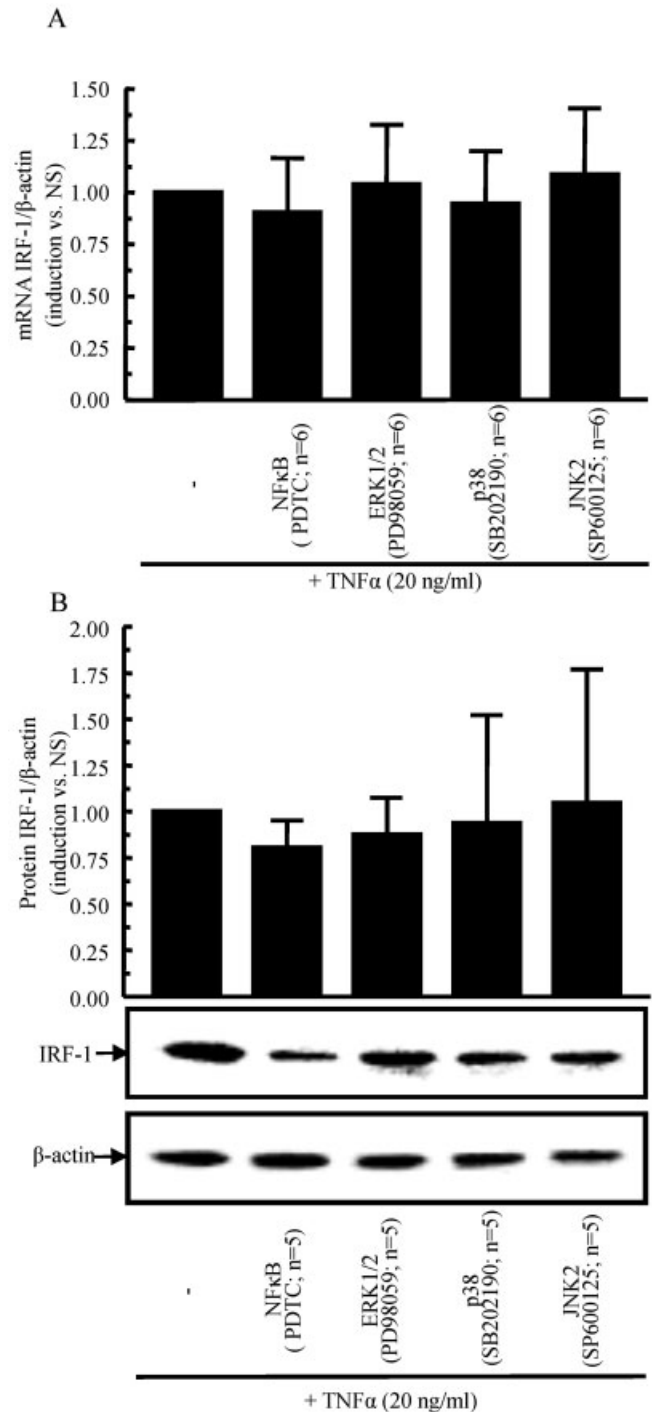 A
mRNA IRF-1/β-actin
(induction vs. NS)
1.50
1.25
1.00
0.75
0.50
0.25
0.00
-
NFκB
( PDTC; n=6)
ERK1/2
(PD98059; n=6)
p38
(SB202190; n=6)
JNK2
(SP600125; n=6)
+ TNFα (20 ng/ml)
B
Protein IRF-1/β-actin
(induction vs. NS)
2.00
1.75
1.50
1.25
1.00
0.75
0.50
0.25
0.00
IRF-1
β-actin
-
NFκB
( PDTC; n=5)
ERK1/2
(PD98059; n=5)
p38
(SB202190; n=5)
JNK2
(SP600125; n=5)
+ TNFα (20 ng/ml)